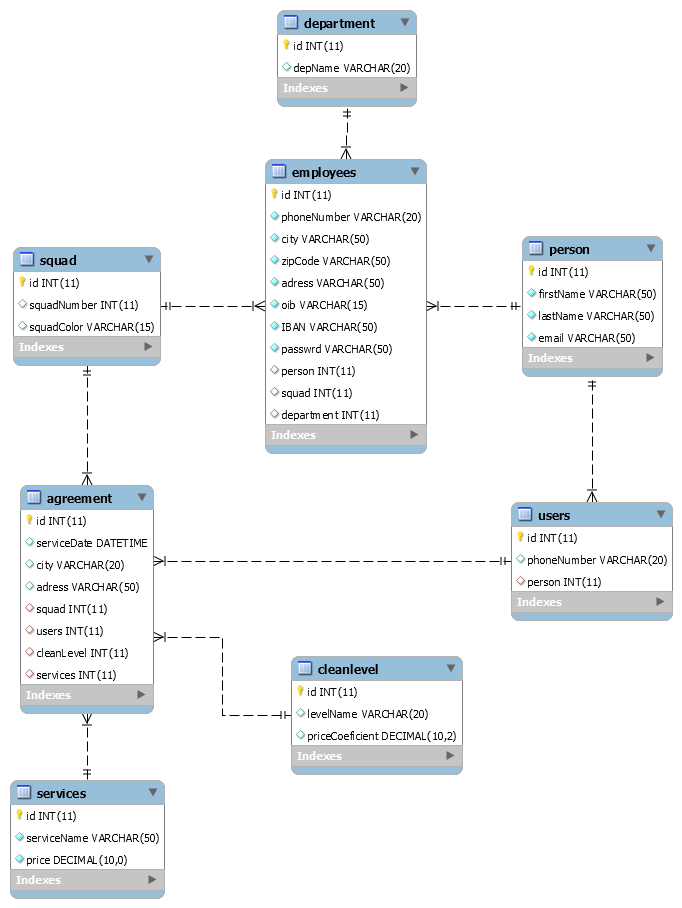 department
id INT(11)
depName VARCHAR(20)
Indexes
employees
id INT(11)
phoneNumber VARCHAR(20)
city VARCHAR(50)
zipCode VARCHAR(50)
adress VARCHAR(50)
oib VARCHAR(15)
IBAN VARCHAR(50)
passwrd VARCHAR(50)
person INT(11)
squad INT(11)
department INT(11)
Indexes
squad
id INT(11)
squadNumber INT(11)
squadColor VARCHAR(15)
Indexes
person
id INT(11)
firstName VARCHAR(50)
lastName VARCHAR(50)
email VARCHAR(50)
Indexes
agreement
id INT(11)
serviceDate DATETIME
city VARCHAR(20)
adress VARCHAR(50)
squad INT(11)
users INT(11)
cleanLevel INT(11)
services INT(11)
Indexes
users
id INT(11)
phoneNumber VARCHAR(20)
person INT(11)
Indexes
cleanlevel
id INT(11)
levelName VARCHAR(20)
priceCoeficient DECIMAL(10,2)
Indexes
services
id INT(11)
serviceName VARCHAR(50)
price DECIMAL(10,0)
Indexes